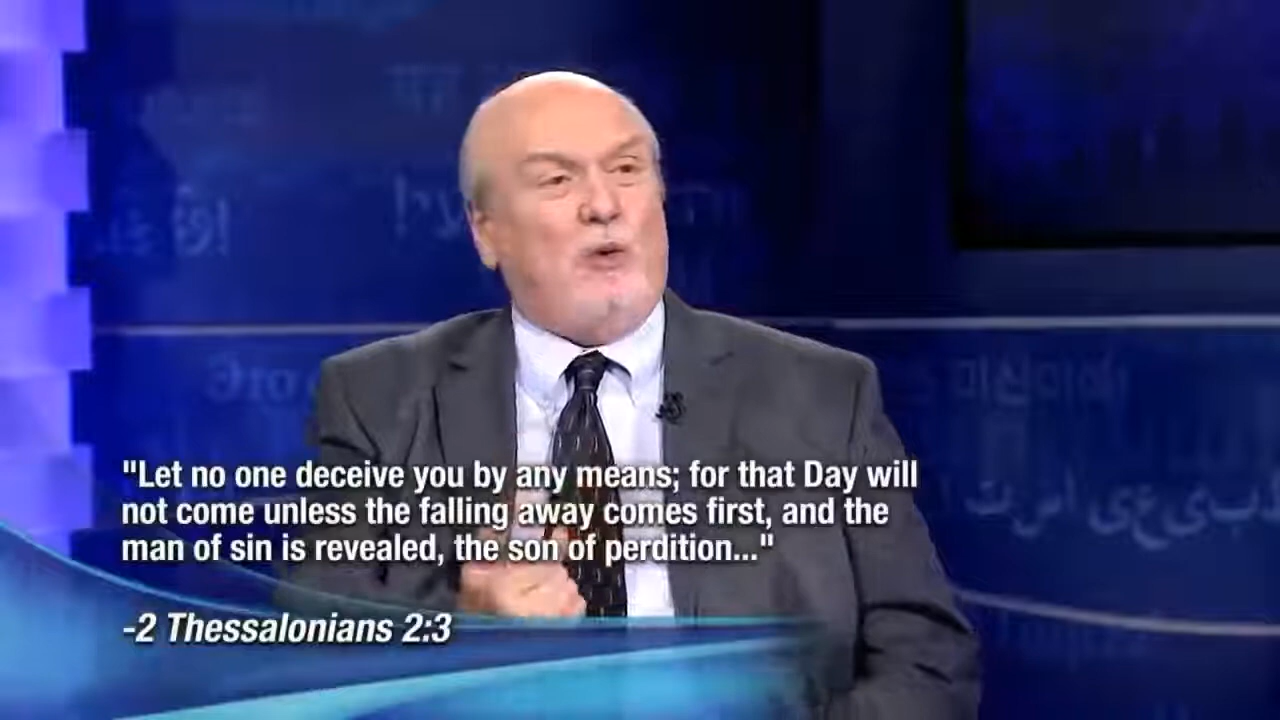 "Let no one deceive you by any means; for that Day will
not come unless the falling away comes first, and the
man of sin is revealed, the son of perdition..."
-2 Thessalonians 2:3